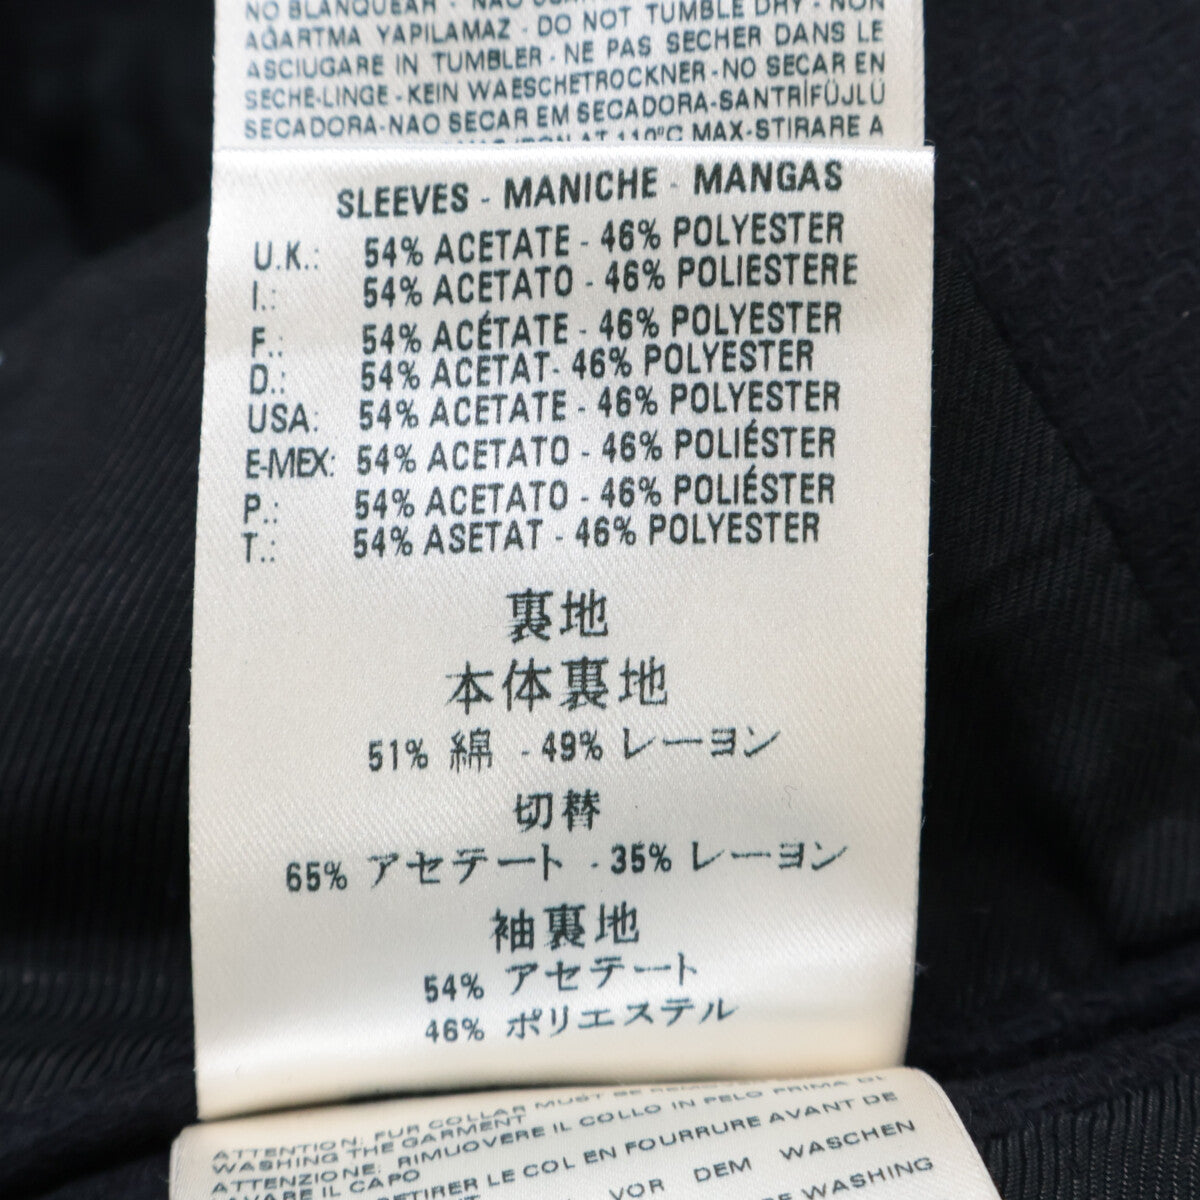 NO BLANQUEAR - NAO
AĞARTMA YAPILAMAZ - DO NOT TUMBLE DRY - NON
ASCIUGARE IN TUMBLER - NE PAS SECHER DANS LE
SECHE-LINGE - KEIN WAESCHETROCKNER - NO SECAR EN
SECADORA-NAO SECAR EM SECADORA-SANTRİFÜJLÜ
AT 110°C MAX-STIRARE A
SLEEVES - MANICHE - MANGAS
U.K.: 54% ACETATE - 46% POLYESTER
I.: 54% ACETATO - 46% POLIESTERE
F.: 54% ACÉTATE - 46% POLYESTER
D.: 54% ACETAT- 46% POLYESTER
USA: 54% ACETATE - 46% POLYESTER
E-MEX: 54% ACETATO - 46% POLIÉSTER
P.: 54% ACETATO - 46% POLIÉSTER
T.: 54% ASETAT - 46% POLYESTER
裏地
本体裏地
51% 綿 - 49% レーヨン
切替
65% アセテート - 35% レーヨン
袖裏地
54% アセテート
46% ポリエステル
ATTENTION: FUR COLLAR MUST BE REMOVED
WASHING THE GARMENT
ATTENZIONE: RIMUOVERE IL COLLO IN PELO PRIMA DI
LAVARE IL CAPO
RETIRER LE COL EN FOURRURE AVANT DE
VOR DEM WASCHEN
WASHING